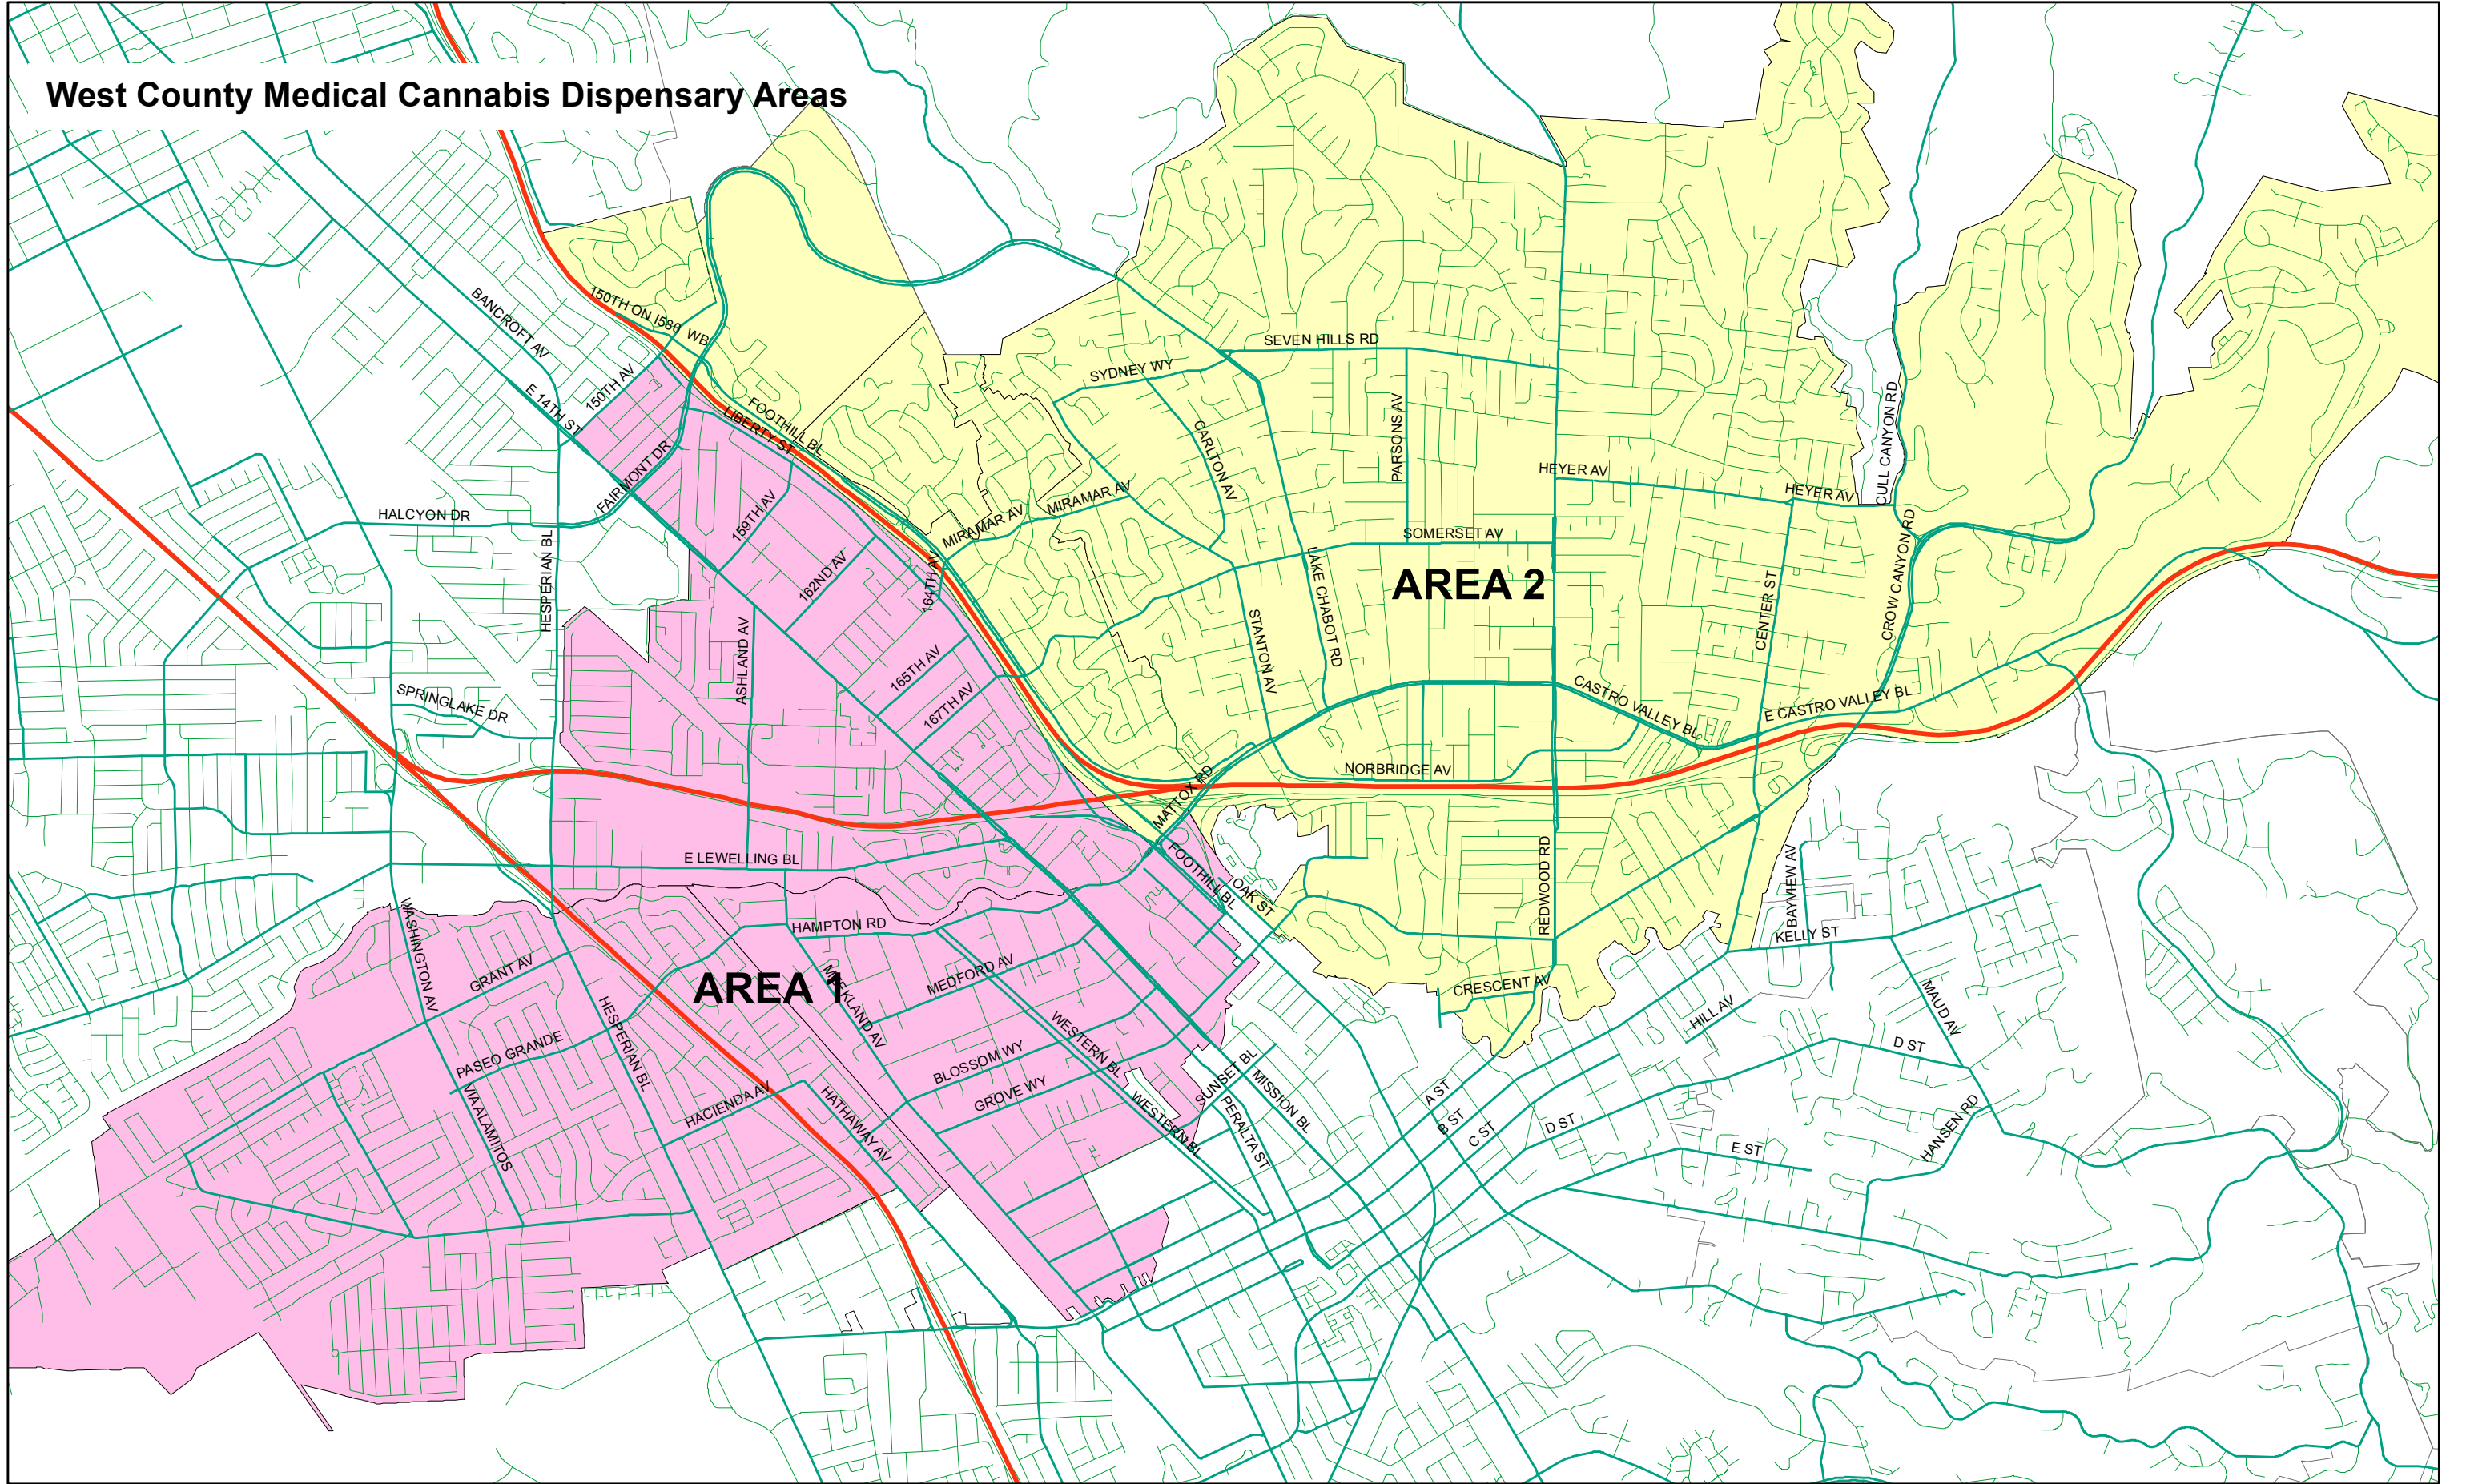 West County Medical Cannabis Dispensary Areas
150TH ON I580 WB
BANCROFT AV
SEVEN HILLS RD
SYDNEY WY
150TH AV
E 14TH ST
FOOTHILL BL
LIBERTY ST
CARLTON AV
PARSONS AV
CULL CANYON RD
FAIRMONT DR
HEYER AV
HEYER AV
MIRAMAR AV
MIRAMAR AV
159TH AV
HALCYON DR
HESPERIAN BL
SOMERSET AV
CROW CANYON RD
162ND AV
164TH AV
AREA 2
LAKE CHABOT RD
STANTON AV
CENTER ST
ASHLAND AV
165TH AV
167TH AV
SPRINGLAKE DR
CASTRO VALLEY BL
E CASTRO VALLEY BL
NORBRIDGE AV
MATTOX RD
E LEWELLING BL
FOOTHILL BL
OAK ST
REDWOOD RD
BAYVIEW AV
KELLY ST
WASHINGTON AV
HAMPTON RD
GRANT AV
AREA 1
MEEKLAND AV
MEDFORD AV
CRESCENT AV
HILL AV
MAUD AV
HESPERIAN BL
PASEO GRANDE
WESTERN BL
BLOSSOM WY
GROVE WY
SUNSET BL
MISSION BL
D ST
VIA ALAMITOS
HACIENDA AV
HATHAWAY AV
WESTERN BL
PERALTA ST
A ST
B ST
C ST
D ST
E ST
HANSEN RD